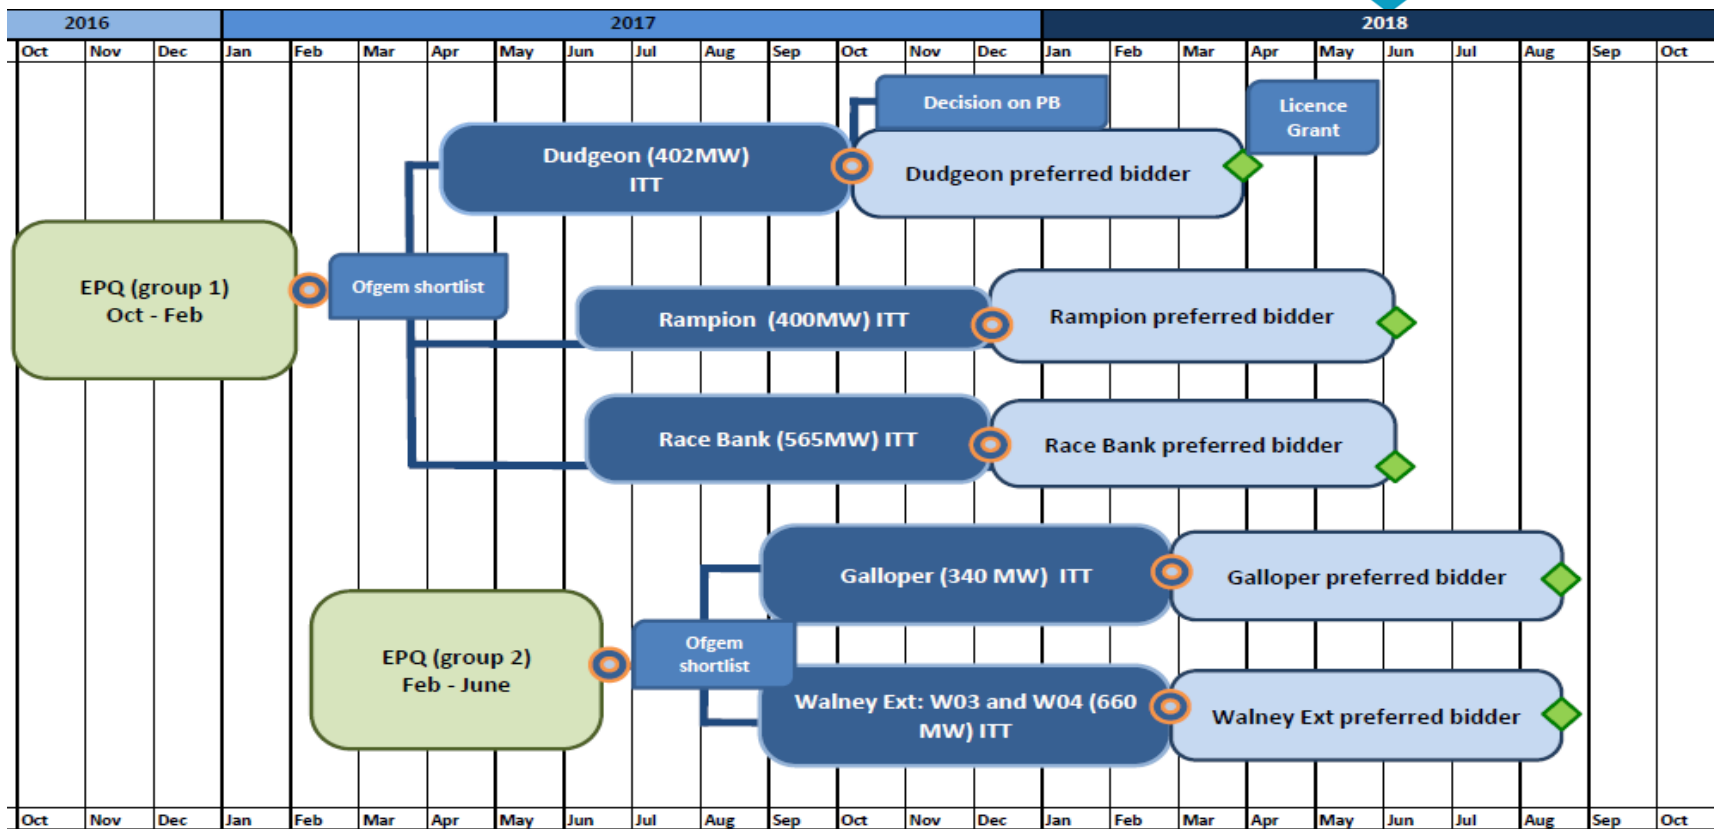 2016 2017 2018
Oct Nov Dec Jan Feb Mar Apr May Jun Jul Aug Sep Oct Nov Dec Jan Feb Mar Apr May Jun Jul Aug Sep Oct
Decision on PB
Licence
Grant
Dudgeon (402MW)
ITT
Dudgeon preferred bidder
EPQ (group 1)
Oct - Feb
Ofgem shortlist
Rampion (400MW) ITT
Rampion preferred bidder
Race Bank (565MW) ITT
Race Bank preferred bidder
Galloper (340 MW) ITT
Galloper preferred bidder
EPQ (group 2)
Feb - June
Ofgem
shortlist
Walney Ext: W03 and W04 (660
MW) ITT
Walney Ext preferred bidder
Oct Nov Dec Jan Feb Mar Apr May Jun Jul Aug Sep Oct Nov Dec Jan Feb Mar Apr May Jun Jul Aug Sep Oct